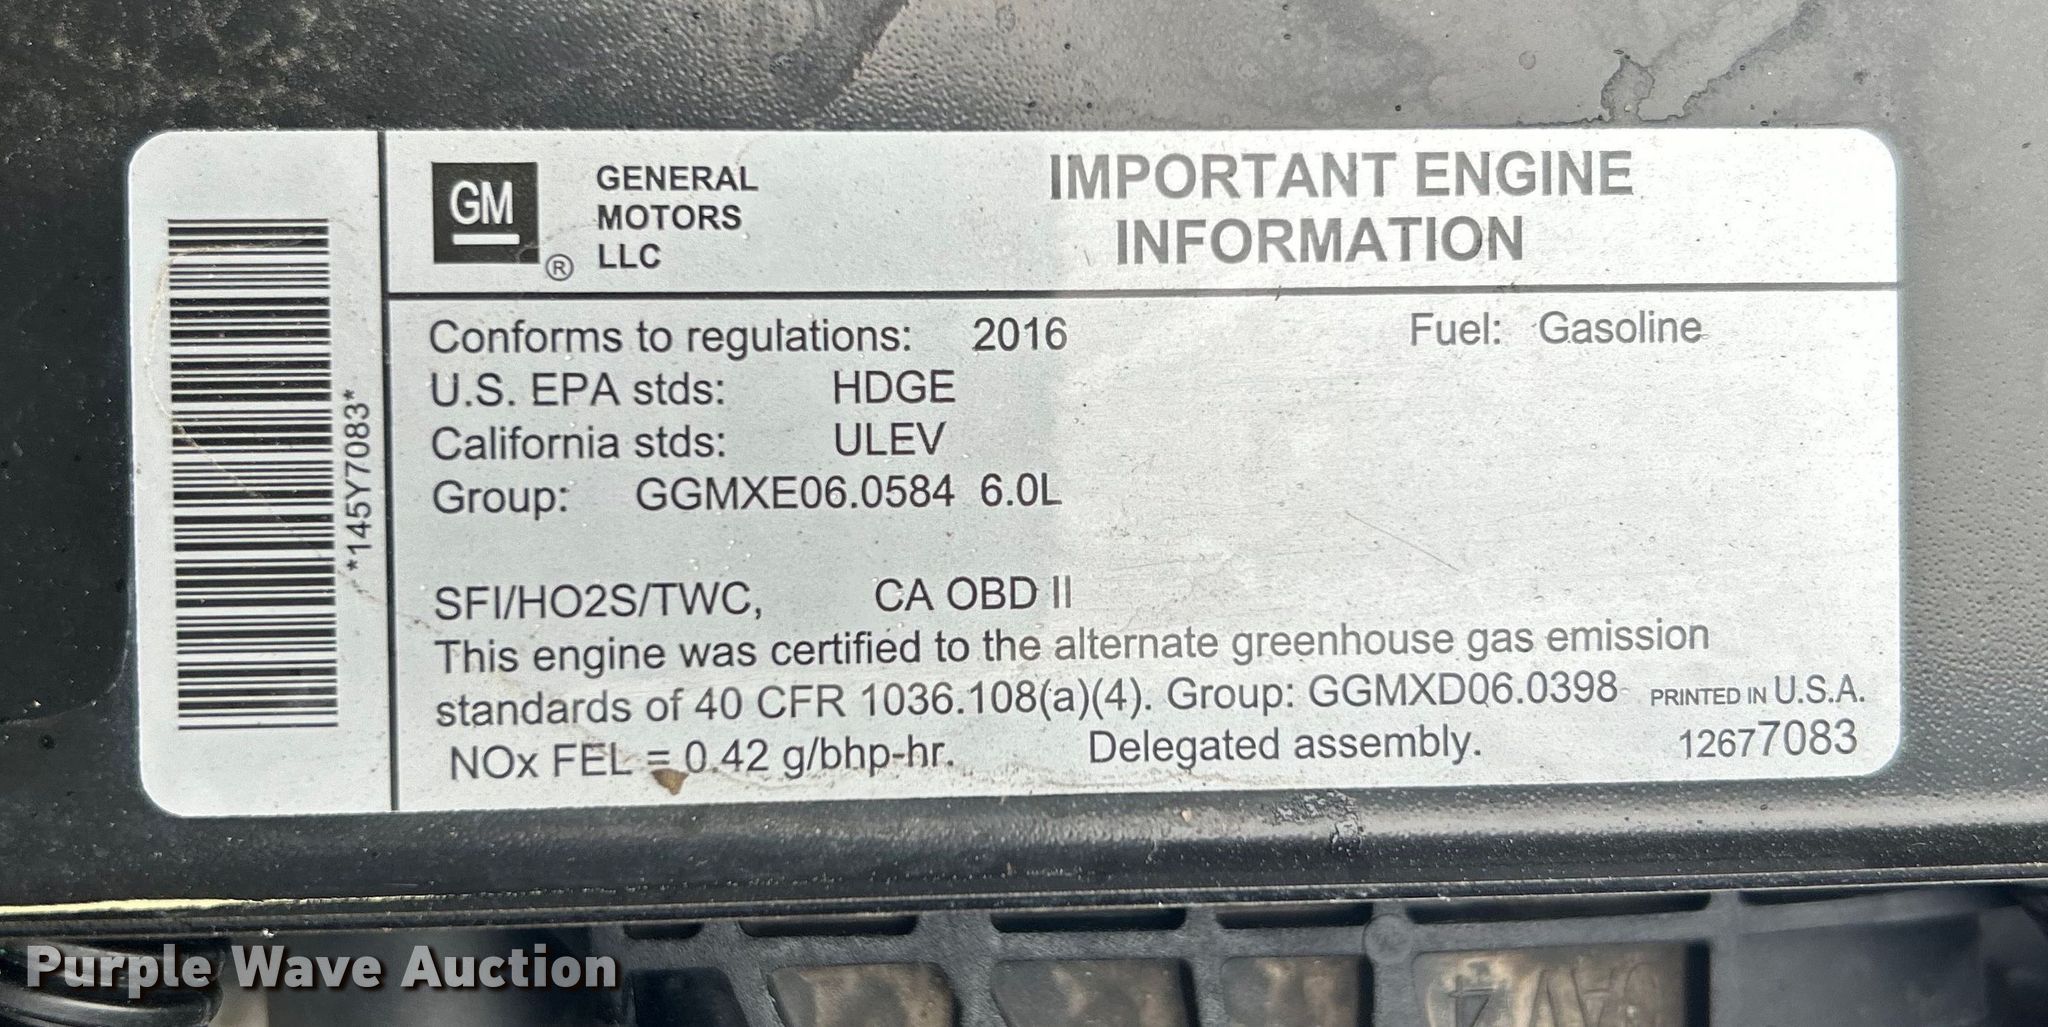 *145Y7083*
GM
®
GENERAL
MOTORS
LLC
IMPORTANT ENGINE
INFORMATION
Conforms to regulations: 2016 Fuel: Gasoline
U.S. EPA stds: HDGE
California stds: ULEV
Group: GGMXE06.0584 6.0L
SFI/HO2S/TWC, CA OBD II
This engine was certified to the alternate greenhouse gas emission
standards of 40 CFR 1036.108(a)(4). Group: GGMXD06.0398 PRINTED IN U.S.A.
NOx FEL = 0.42 g/bhp-hr. Delegated assembly. 12677083
Purple Wave Auction